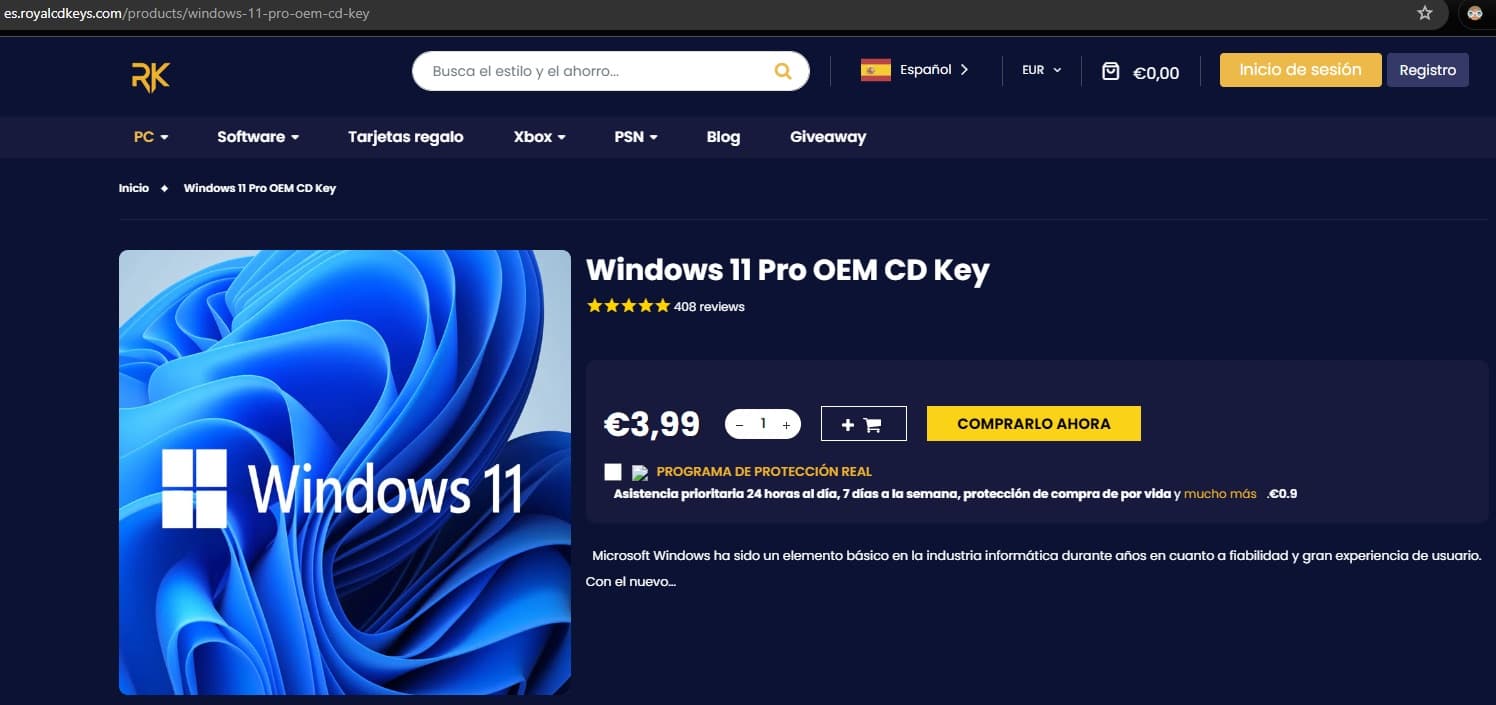 es.royalcdkeys.com/products/windows-11-pro-oem-cd-key
RK
Busca el estilo y el ahorro...
Español
EUR
€0,00
Inicio de sesión
Registro
PC
Software
Tarjetas regalo
Xbox
PSN
Blog
Giveaway
Inicio
Windows 11 Pro OEM CD Key
Windows 11 Pro OEM CD Key
408 reviews
€3,99
− 1 +
+
COMPRARLO AHORA
PROGRAMA DE PROTECCIÓN REAL
Asistencia prioritaria 24 horas al día, 7 días a la semana, protección de compra de por vida y mucho más .€0.9
Windows 11
Microsoft Windows ha sido un elemento básico en la industria informática durante años en cuanto a fiabilidad y gran experiencia de usuario.
Con el nuevo...